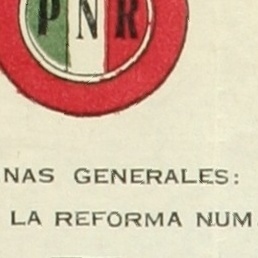 PNR
NAS GENERALES:
LA REFORMA NUM